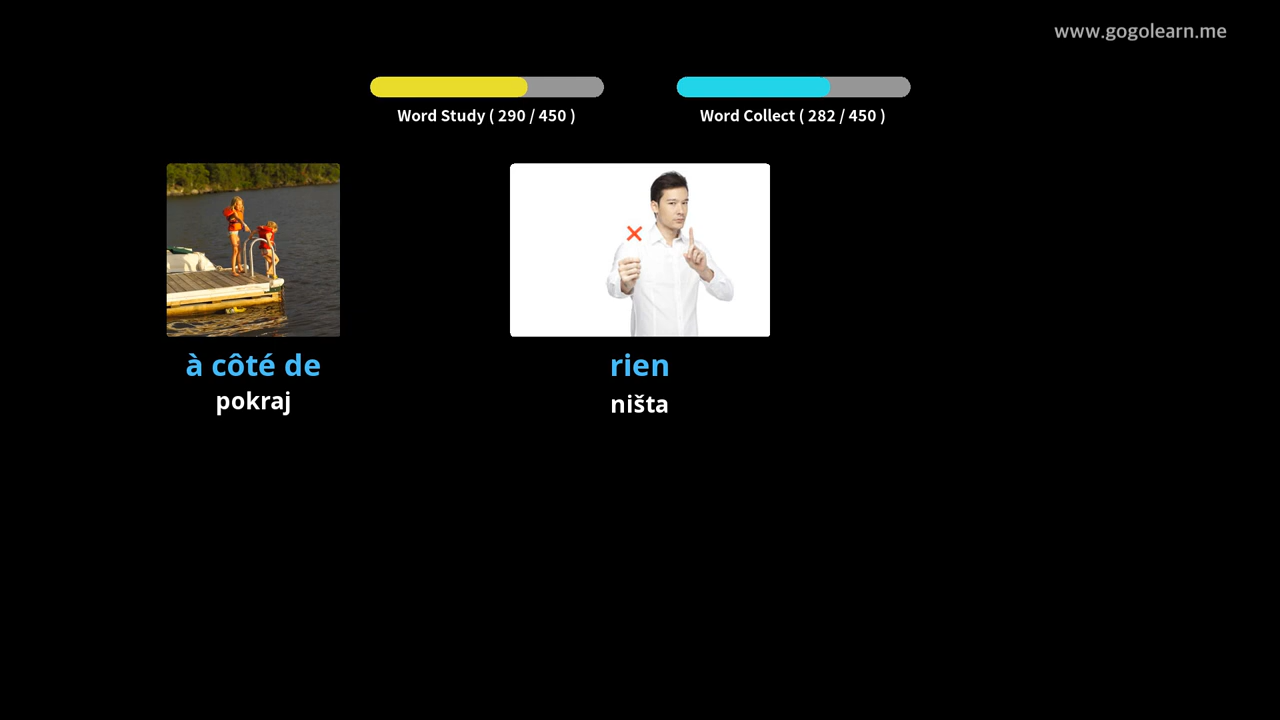 www.gogolearn.me
Word Study ( 290 / 450 )
Word Collect ( 282 / 450 )
à côté de
pokraj
rien
ništa